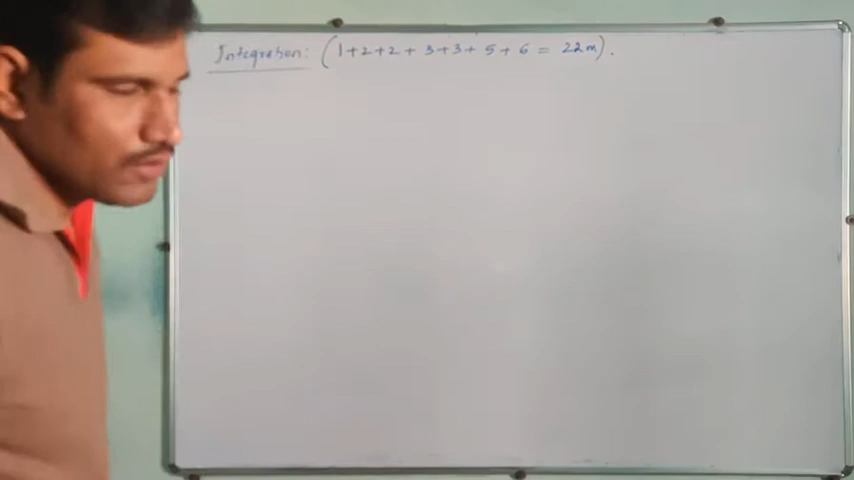 Integration: (1+2+2+3+3+5+6 = 22m).